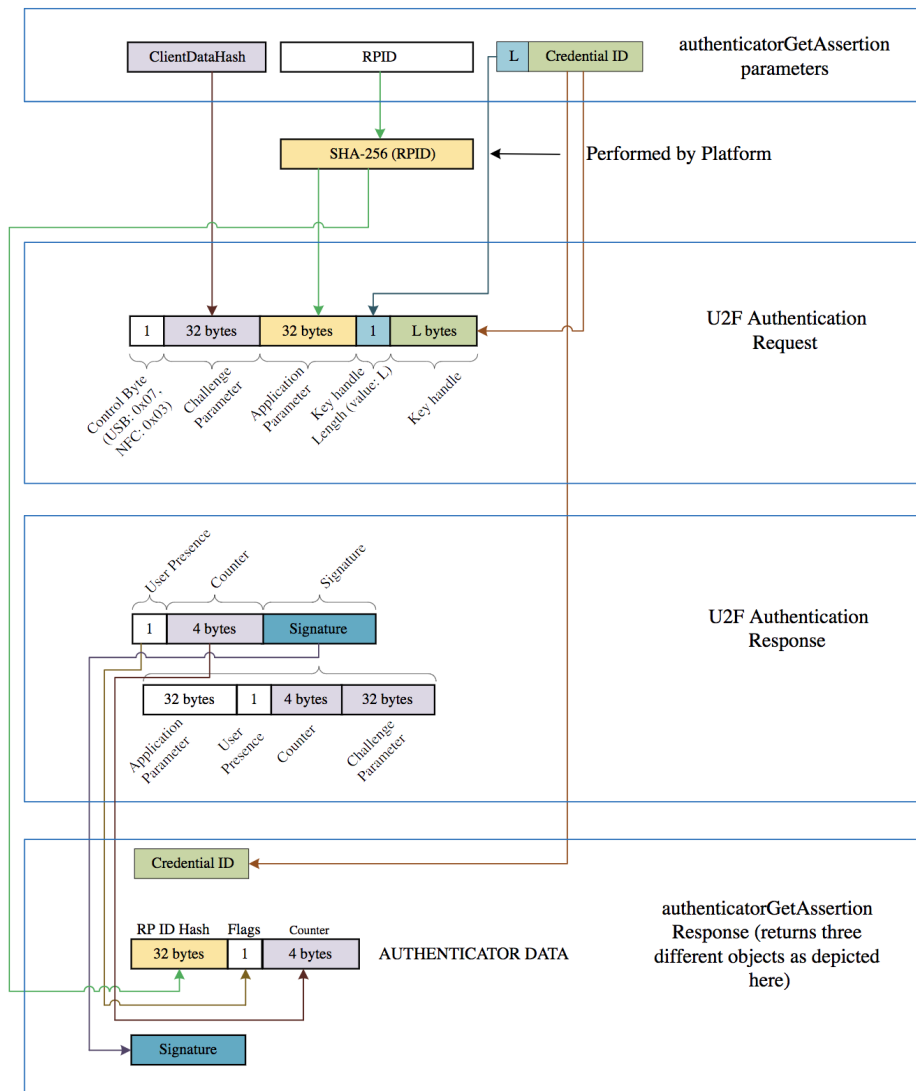 authenticatorGetAssertion
parameters
ClientDataHash
RPID
L
Credential ID
SHA-256 (RPID)
Performed by Platform
U2F Authentication
Request
1
32 bytes
32 bytes
1
L bytes
Control Byte
(USB: 0x07,
NFC: 0x03)
Challenge
Parameter
Application
Parameter
Key handle
Length (value: L)
Key handle
User Presence
Counter
Signature
U2F Authentication
Response
1
4 bytes
Signature
32 bytes
1
4 bytes
32 bytes
Application
Parameter
User
Presence
Counter
Challenge
Parameter
Credential ID
authenticatorGetAssertion
Response (returns three
different objects as depicted
here)
RP ID Hash
Flags
Counter
32 bytes
1
4 bytes
AUTHENTICATOR DATA
Signature